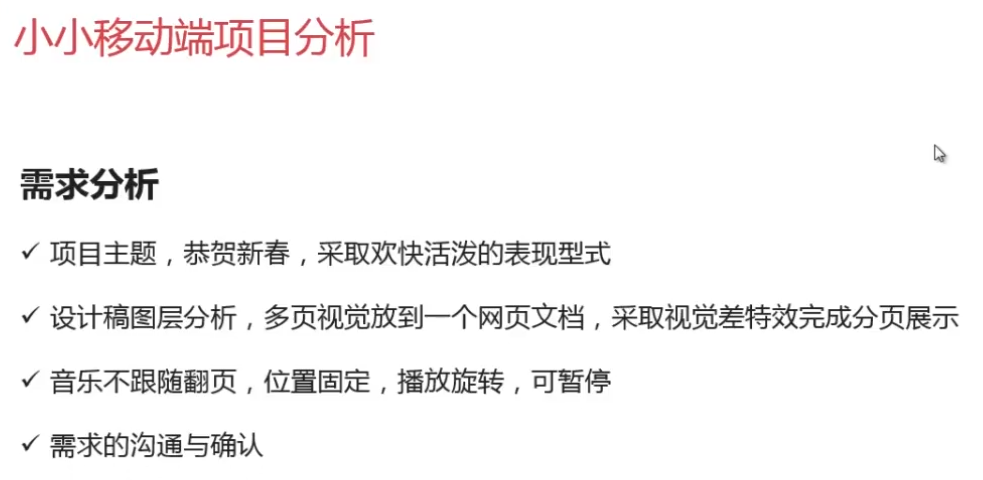 小小移动端项目分析
需求分析
✓ 项目主题，恭贺新春，采取欢快活泼的表现型式
✓ 设计稿图层分析，多页视觉放到一个网页文档，采取视觉差特效完成分页展示
✓ 音乐不跟随翻页，位置固定，播放旋转，可暂停
✓ 需求的沟通与确认